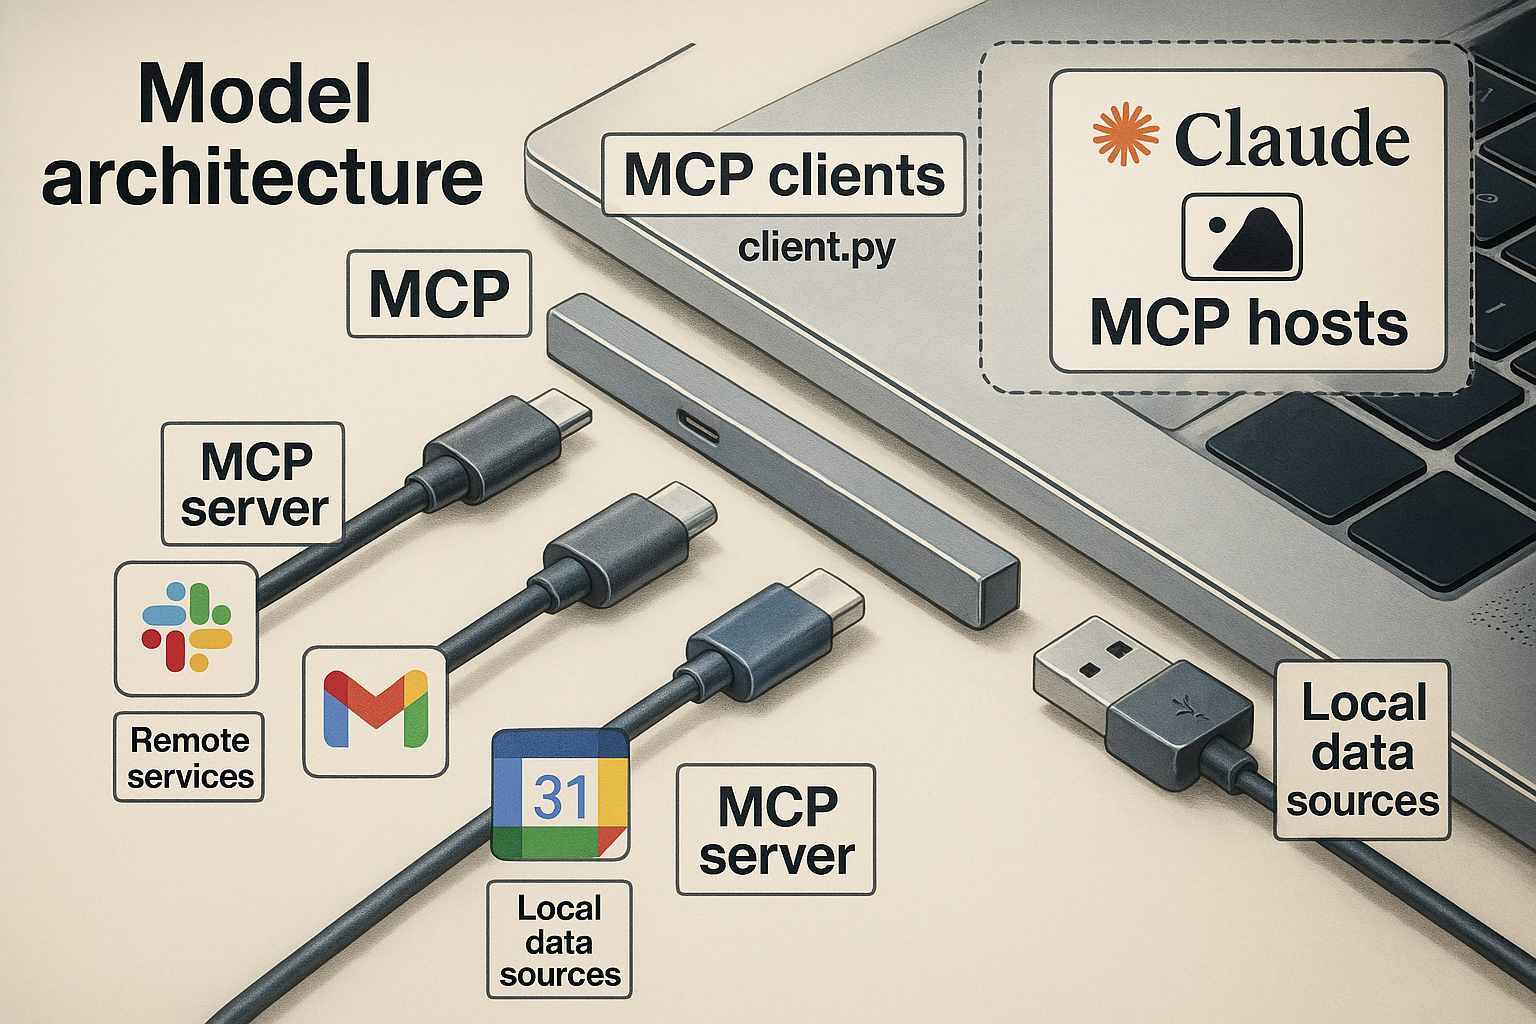 Model
architecture
MCP clients
client.py
Claude
MCP hosts
MCP
MCP
server
Remote
services
31
MCP
server
Local
data
sources
Local
data
sources